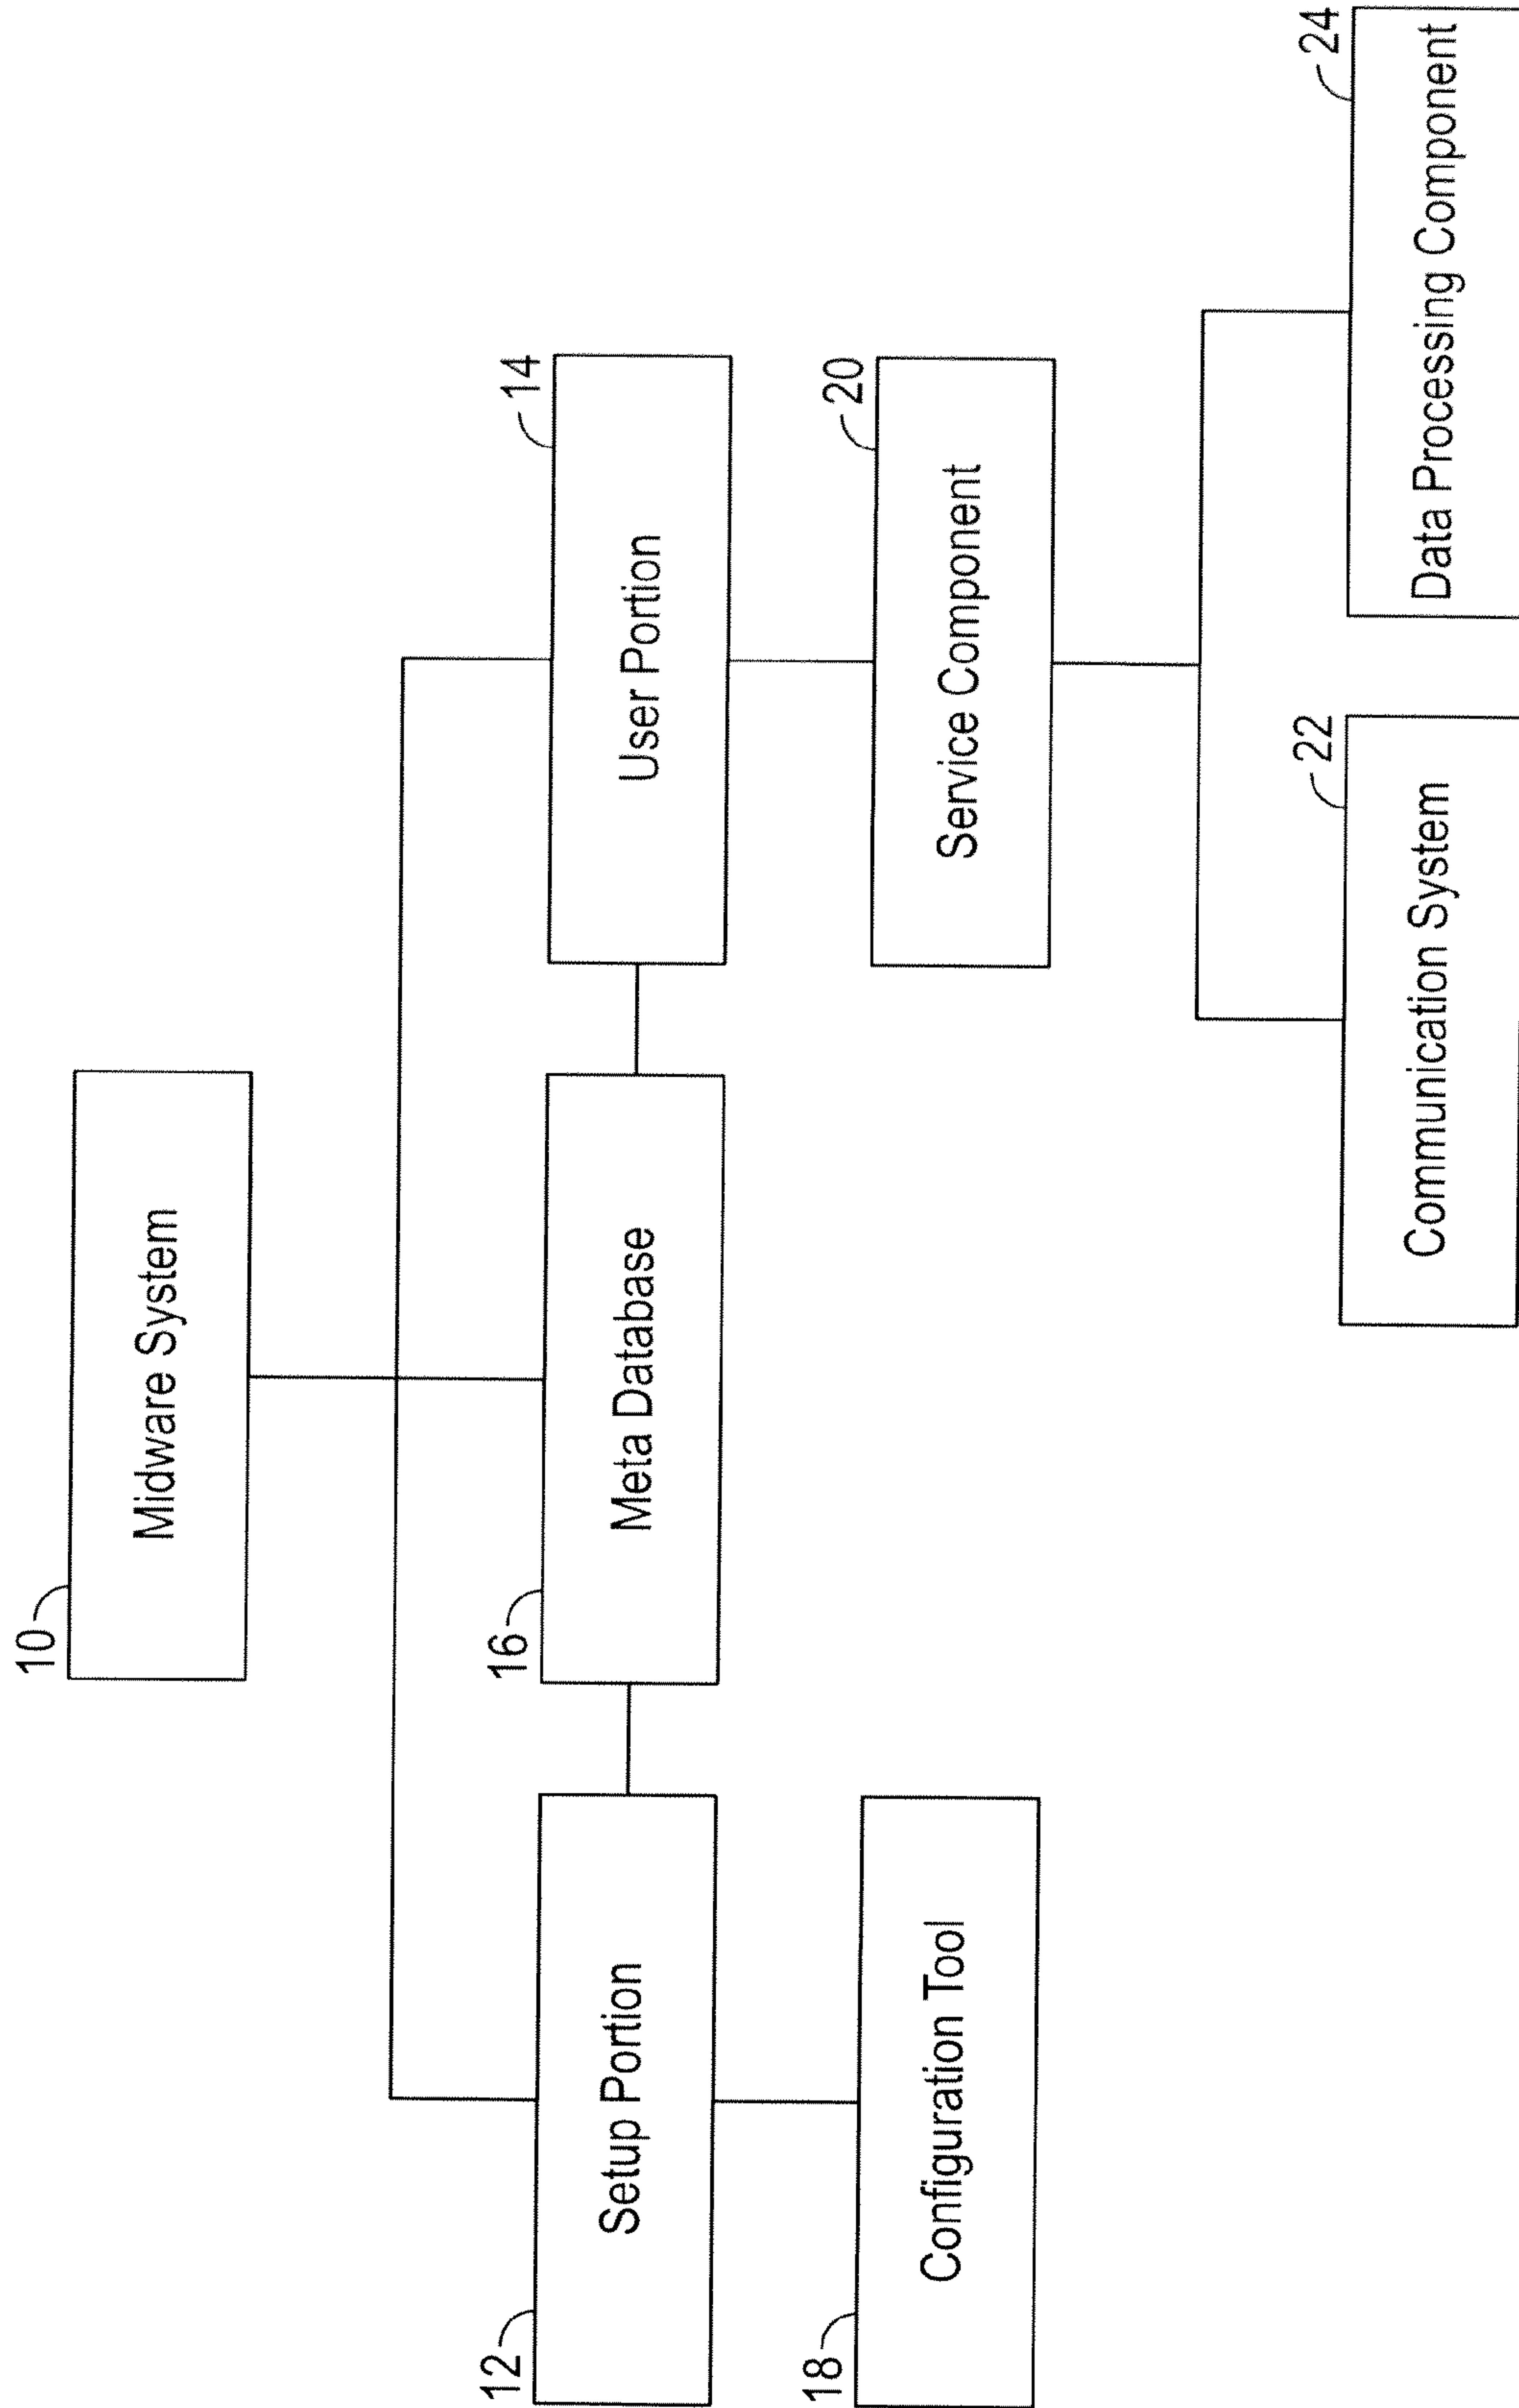 10
Midware System
12
Setup Portion
16
Meta Database
14
User Portion
18
Configuration Tool
20
Service Component
22
Communication System
24
Data Processing Component